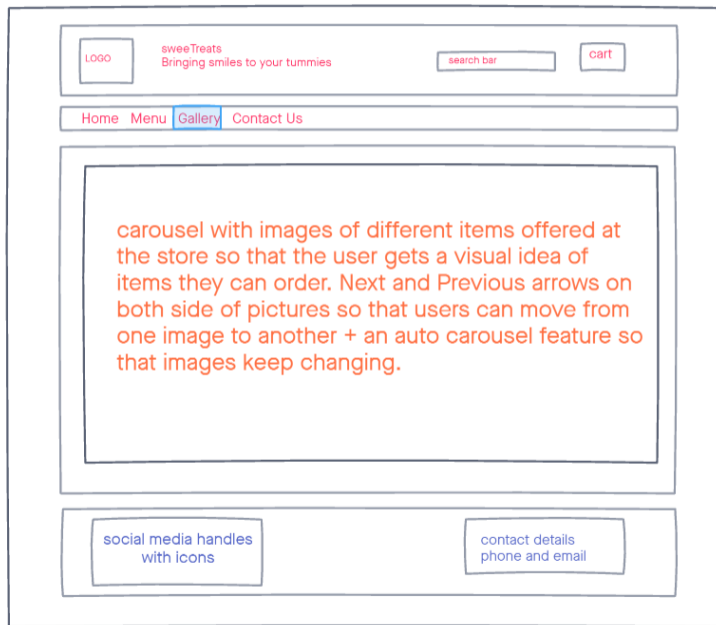 LOGO
sweeTreats
Bringing smiles to your tummies
search bar
cart
Home Menu Gallery Contact Us
carousel with images of different items offered at
the store so that the user gets a visual idea of
items they can order. Next and Previous arrows on
both side of pictures so that users can move from
one image to another + an auto carousel feature so
that images keep changing.
social media handles
with icons
contact details
phone and email